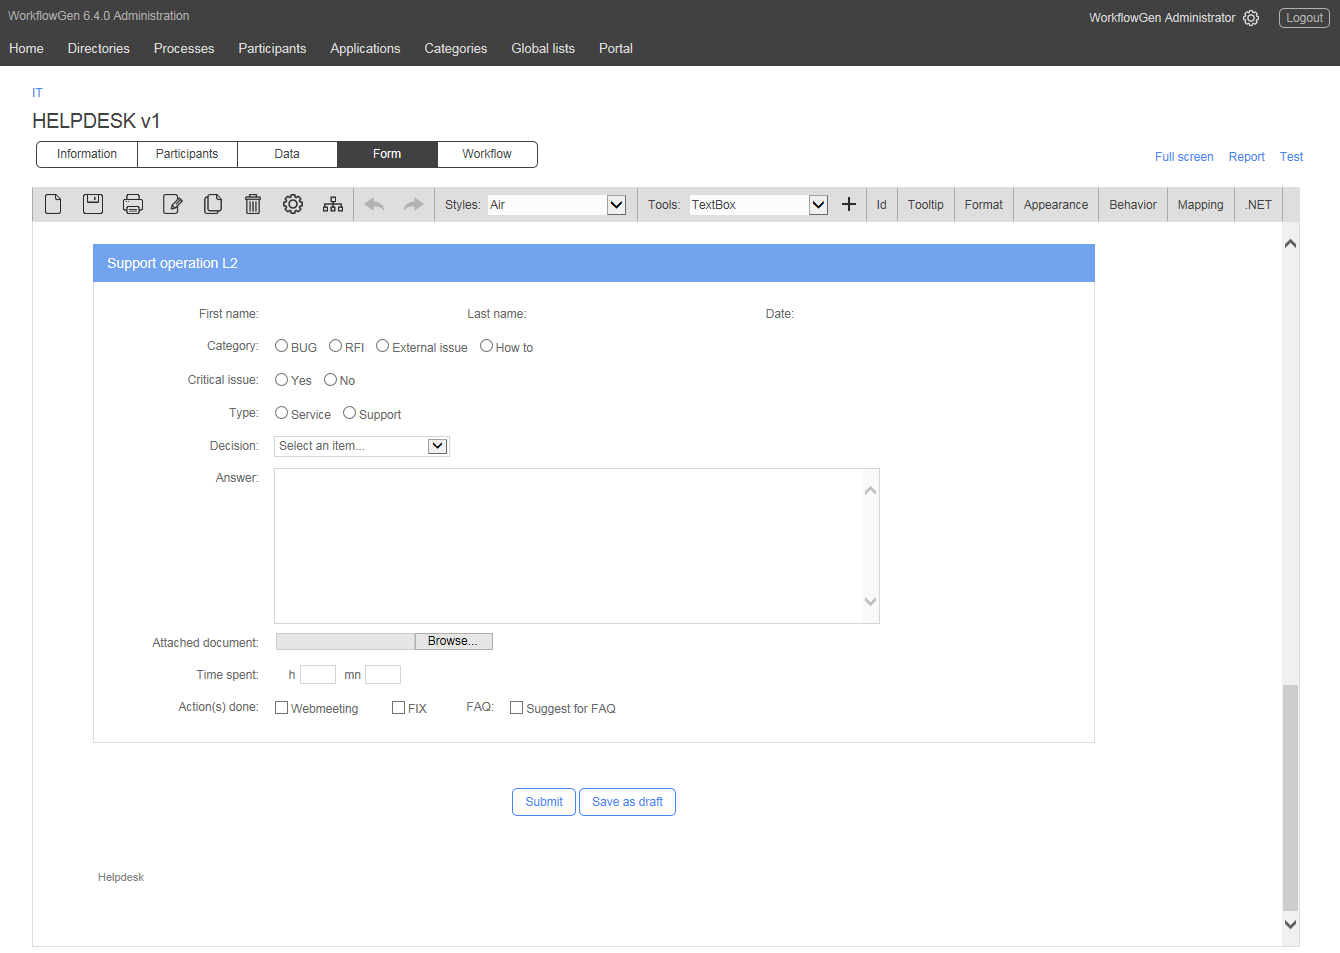 WorkflowGen 6.4.0 Administration
WorkflowGen Administrator Logout
Home Directories Processes Participants Applications Categories Global lists Portal
IT
HELPDESK v1
Information Participants Data Form Workflow
Full screen Report Test
Styles: Air Tools: TextBox Id Tooltip Format Appearance Behavior Mapping .NET
Support operation L2
First name: Last name: Date:
Category: BUG RFI External issue How to
Critical issue: Yes No
Type: Service Support
Decision: Select an item...
Answer:
Attached document: Browse...
Time spent: h mn
Action(s) done: Webmeeting FIX FAQ: Suggest for FAQ
Submit Save as draft
Helpdesk